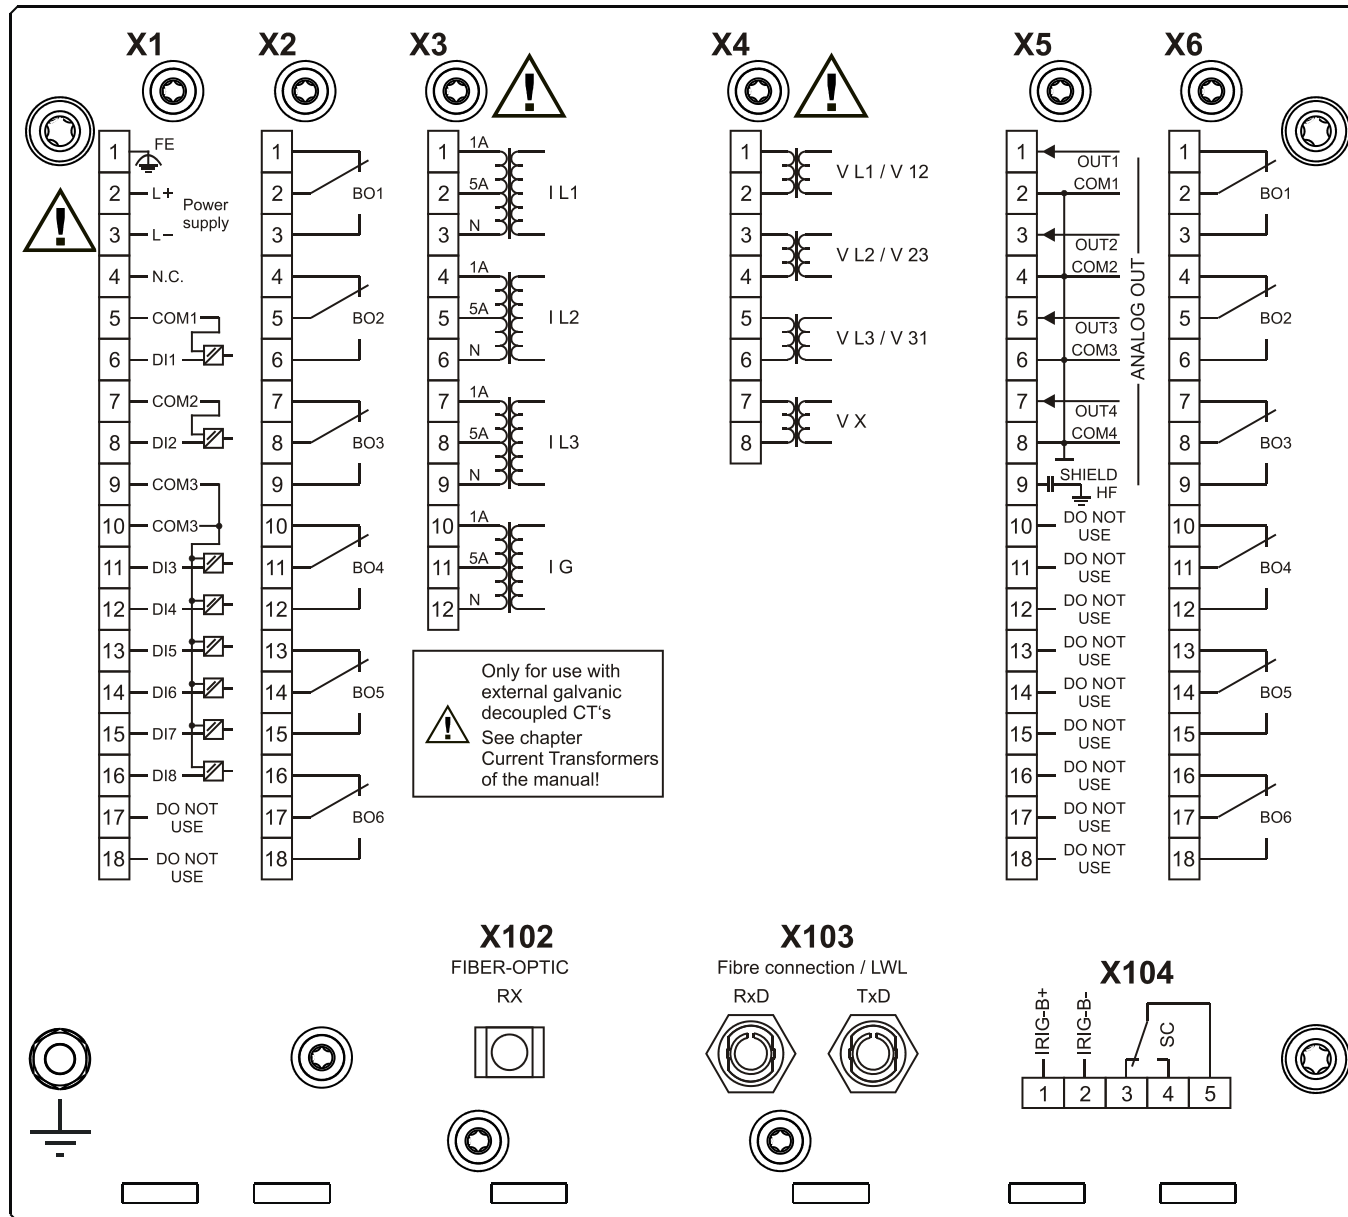 X1 X2 X3 X4 X5 X6
1 FE
2 L+ Power
supply
3 L−
4 N.C.
5 COM1
6 DI1
7 COM2
8 DI2
9 COM3
10 COM3
11 DI3
12 DI4
13 DI5
14 DI6
15 DI7
16 DI8
17 DO NOT
USE
18 DO NOT
USE
1
2 BO1
3
4
5 BO2
6
7
8 BO3
9
10
11 BO4
12
13
14 BO5
15
16
17 BO6
18
1 1A
2 5A I L1
3 N
4 1A
5 5A I L2
6 N
7 1A
8 5A I L3
9 N
10 1A
11 5A I G
12 N
Only for use with
external galvanic
decoupled CT's
See chapter
Current Transformers
of the manual!
1
V L1 / V 12
2
3
V L2 / V 23
4
5
V L3 / V 31
6
7
V X
8
1 OUT1
2 COM1
3 OUT2
4 COM2
5 OUT3
6 COM3
7 OUT4
8 COM4
9 SHIELD
HF
ANALOG OUT
10 DO NOT
USE
11 DO NOT
USE
12 DO NOT
USE
13 DO NOT
USE
14 DO NOT
USE
15 DO NOT
USE
16 DO NOT
USE
17 DO NOT
USE
18 DO NOT
USE
1
2 BO1
3
4
5 BO2
6
7
8 BO3
9
10
11 BO4
12
13
14 BO5
15
16
17 BO6
18
X102
FIBER-OPTIC
RX
X103
Fibre connection / LWL
RxD TxD
X104
IRIG-B+
IRIG-B-
SC
1 2 3 4 5